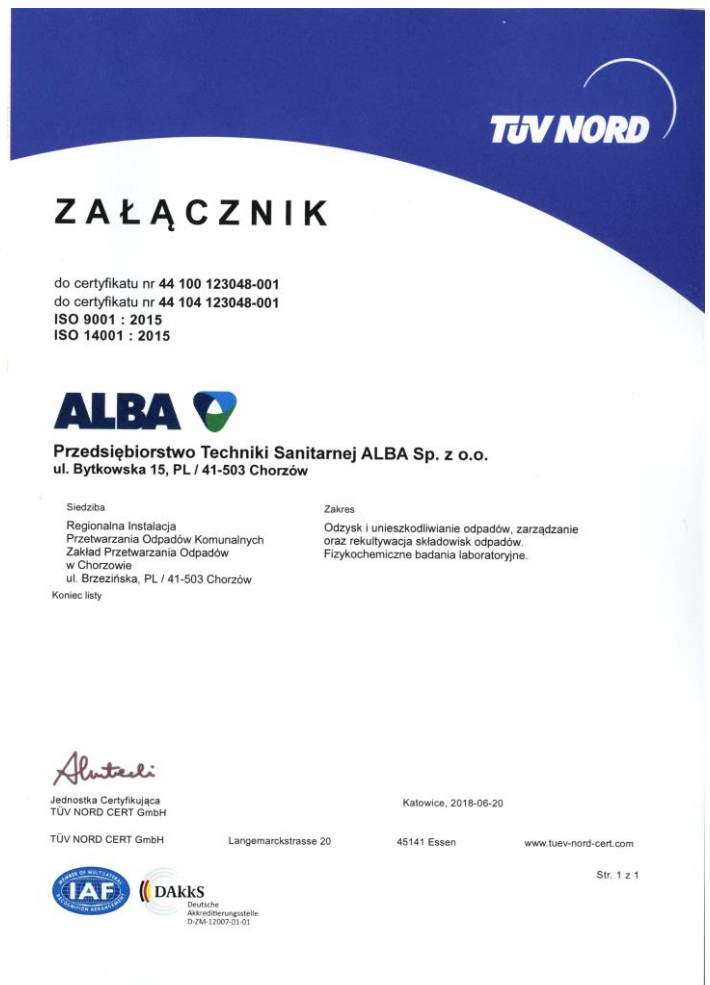 TÜV NORD
ZAŁĄCZNIK
do certyfikatu nr 44 100 123048-001
do certyfikatu nr 44 104 123048-001
ISO 9001 : 2015
ISO 14001 : 2015
ALBA
Przedsiębiorstwo Techniki Sanitarnej ALBA Sp. z o.o.
ul. Bytkowska 15, PL / 41-503 Chorzów
Siedziba
Regionalna Instalacja
Przetwarzania Odpadów Komunalnych
Zakład Przetwarzania Odpadów
w Chorzowie
ul. Brzezińska, PL / 41-503 Chorzów
Koniec listy
Zakres
Odzysk i unieszkodliwianie odpadów, zarządzanie
oraz rekultywacja składowisk odpadów.
Fizykochemiczne badania laboratoryjne.
Jednostka Certyfikująca
TÜV NORD CERT GmbH
Katowice, 2018-06-20
TÜV NORD CERT GmbH Langemarckstrasse 20 45141 Essen www.tuev-nord-cert.com
Str. 1 z 1
MEMBER OF MULTILATERAL
IAF
RECOGNITION ARRANGEMENT
DAkkS
Deutsche
Akkreditierungsstelle
D-ZM-12007-01-01